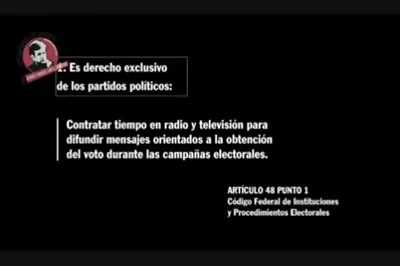 1. Es derecho exclusivo
de los partidos políticos:
Contratar tiempo en radio y televisión para
difundir mensajes orientados a la obtención
del voto durante las campañas electorales.
ARTÍCULO 48 PUNTO 1
Código Federal de Instituciones
y Procedimientos Electorales